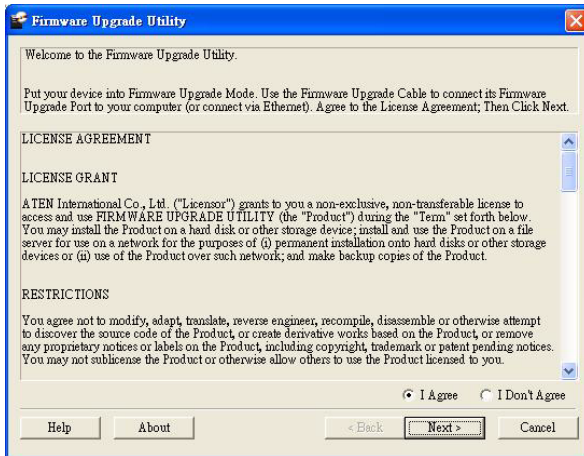 Firmware Upgrade Utility
Welcome to the Firmware Upgrade Utility.
Put your device into Firmware Upgrade Mode. Use the Firmware Upgrade Cable to connect its Firmware
Upgrade Port to your computer (or connect via Ethernet). Agree to the License Agreement; Then Click Next.
LICENSE AGREEMENT
LICENSE GRANT
ATEN International Co., Ltd. ("Licensor") grants to you a non-exclusive, non-transferable license to
access and use FIRMWARE UPGRADE UTILITY (the "Product") during the "Term" set forth below.
You may install the Product on a hard disk or other storage device; install and use the Product on a file
server for use on a network for the purposes of (i) permanent installation onto hard disks or other storage
devices or (ii) use of the Product over such network; and make backup copies of the Product.
RESTRICTIONS
You agree not to modify, adapt, translate, reverse engineer, recompile, disassemble or otherwise attempt
to discover the source code of the Product, or create derivative works based on the Product, or remove
any proprietary notices or labels on the Product, including copyright, trademark or patent pending notices.
You may not sublicense the Product or otherwise allow others to use the Product licensed to you.
I Agree
I Don't Agree
Help
About
< Back
Next >
Cancel